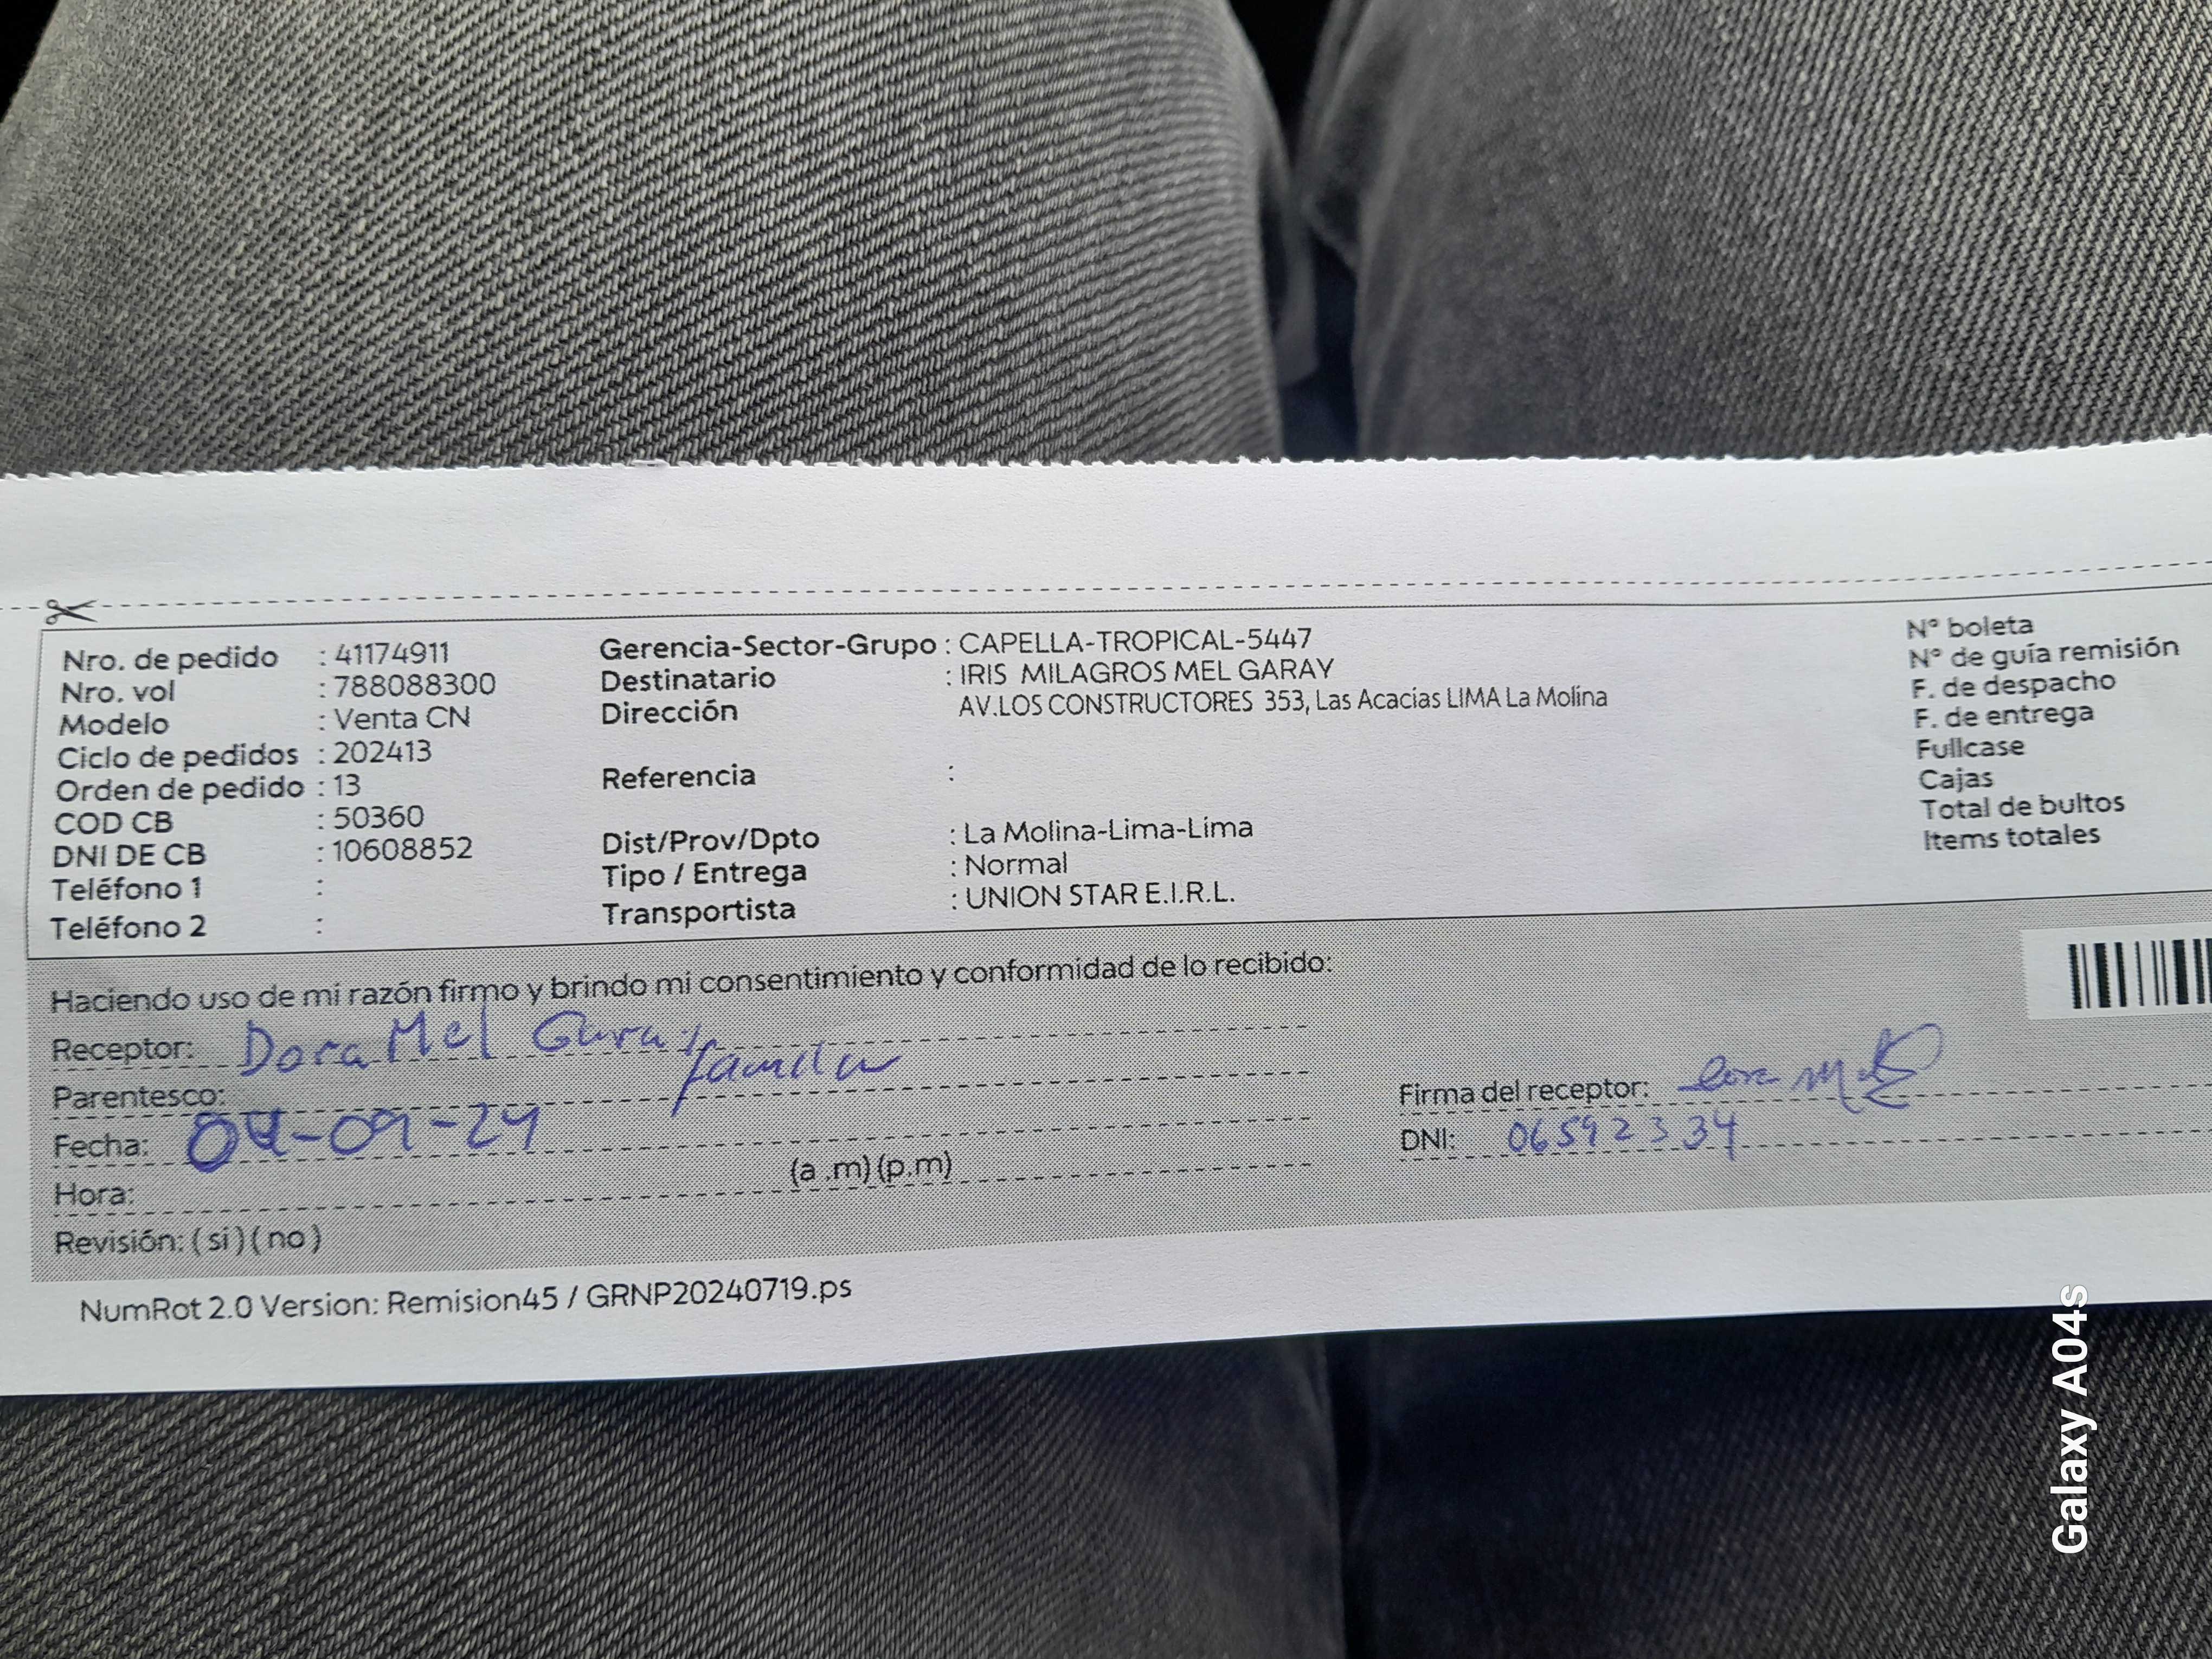 Nro. de pedido : 41174911
Nro. vol : 788088300
Modelo : Venta CN
Ciclo de pedidos : 202413
Orden de pedido : 13
COD CB : 50360
DNI DE CB : 10608852
Teléfono 1 :
Teléfono 2 :
Gerencia-Sector-Grupo : CAPELLA-TROPICAL-5447
Destinatario : IRIS MILAGROS MEL GARAY
Dirección AV.LOS CONSTRUCTORES 353, Las Acacias LIMA La Molina
Referencia :
Dist/Prov/Dpto : La Molina-Lima-Lima
Tipo / Entrega : Normal
Transportista : UNION STAR E.I.R.L.
N° boleta
N° de guía remisión
F. de despacho
F. de entrega
Fullcase
Cajas
Total de bultos
Items totales
Haciendo uso de mi razón firmo y brindo mi consentimiento y conformidad de lo recibido:
Receptor: Dora Mel Garay
Parentesco: familia
Fecha: 04-09-24
Hora: (a .m) (p.m)
Revisión: ( si ) ( no )
Firma del receptor:
DNI: 06592334
NumRot 2.0 Version: Remision45 / GRNP20240719.ps
Galaxy A04s